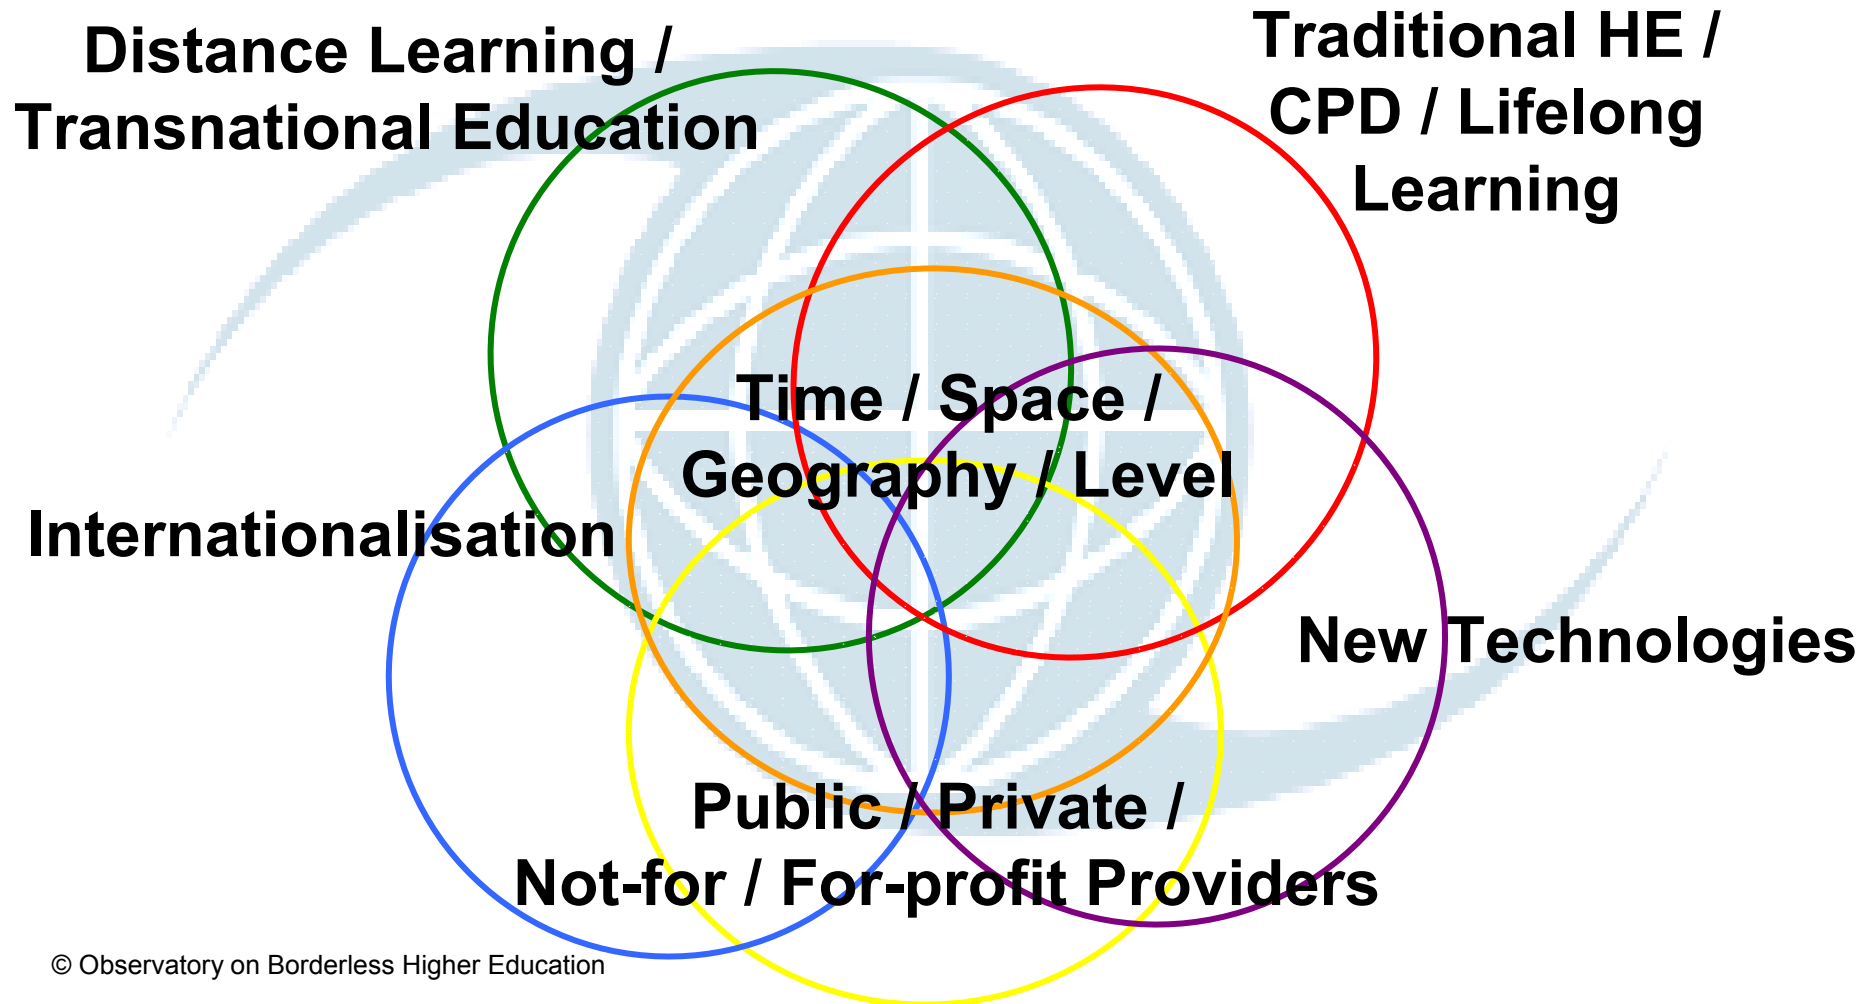 Distance Learning /
Transnational Education
Traditional HE /
CPD / Lifelong
Learning
Time / Space /
Geography / Level
Internationalisation
New Technologies
Public / Private /
Not-for / For-profit Providers
© Observatory on Borderless Higher Education